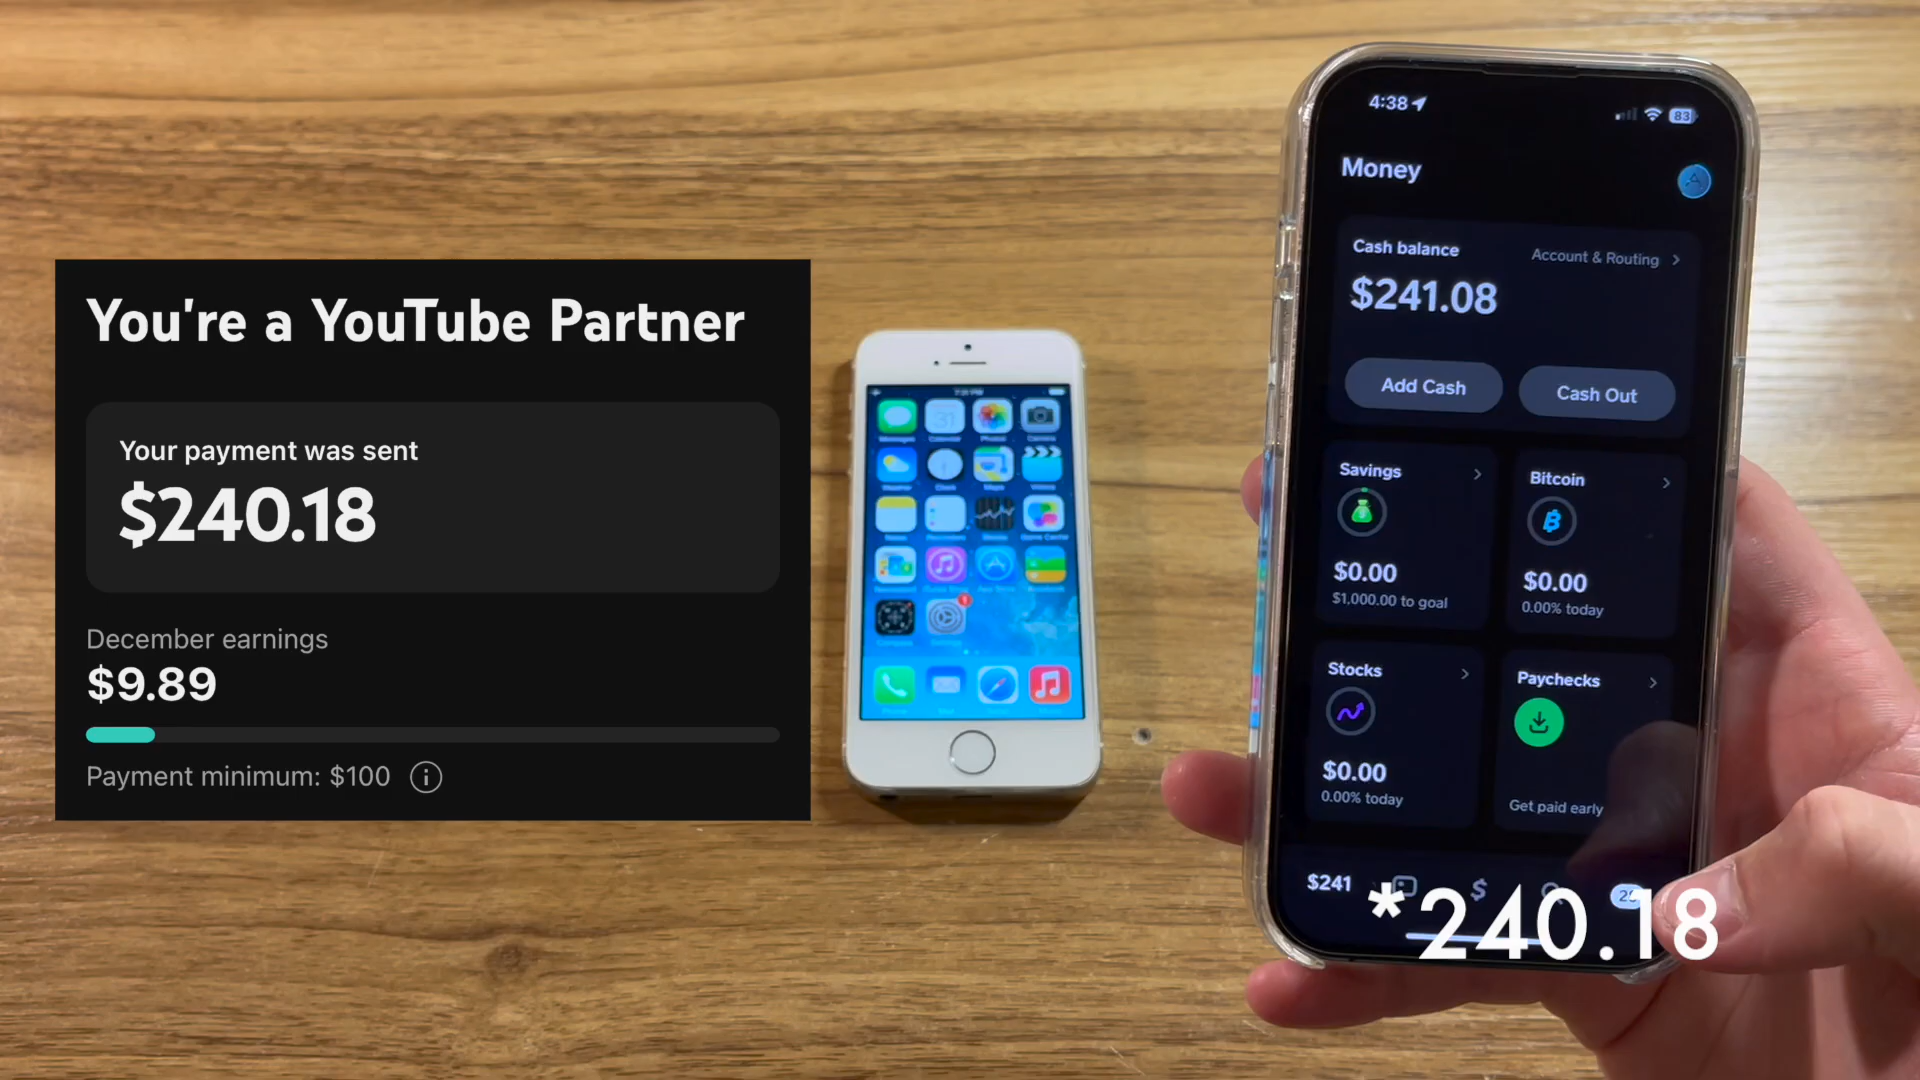 You're a YouTube Partner
Your payment was sent
$240.18
December earnings
$9.89
Payment minimum: $100
4:38
83
Money
Cash balance
Account & Routing
$241.08
Add Cash
Cash Out
Savings
$0.00
$1,000.00 to goal
Bitcoin
$0.00
0.00% today
Stocks
$0.00
0.00% today
Paychecks
Get paid early
$241
*240.18